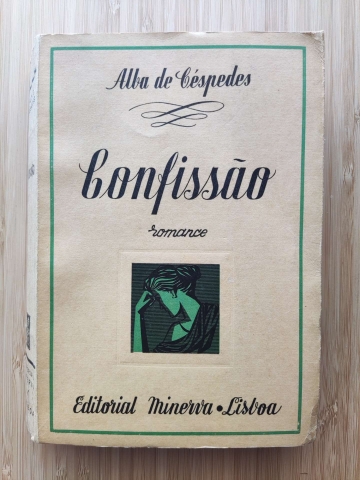 Alba de Céspedes
Confissão
romance
Editorial Minerva • Lisboa